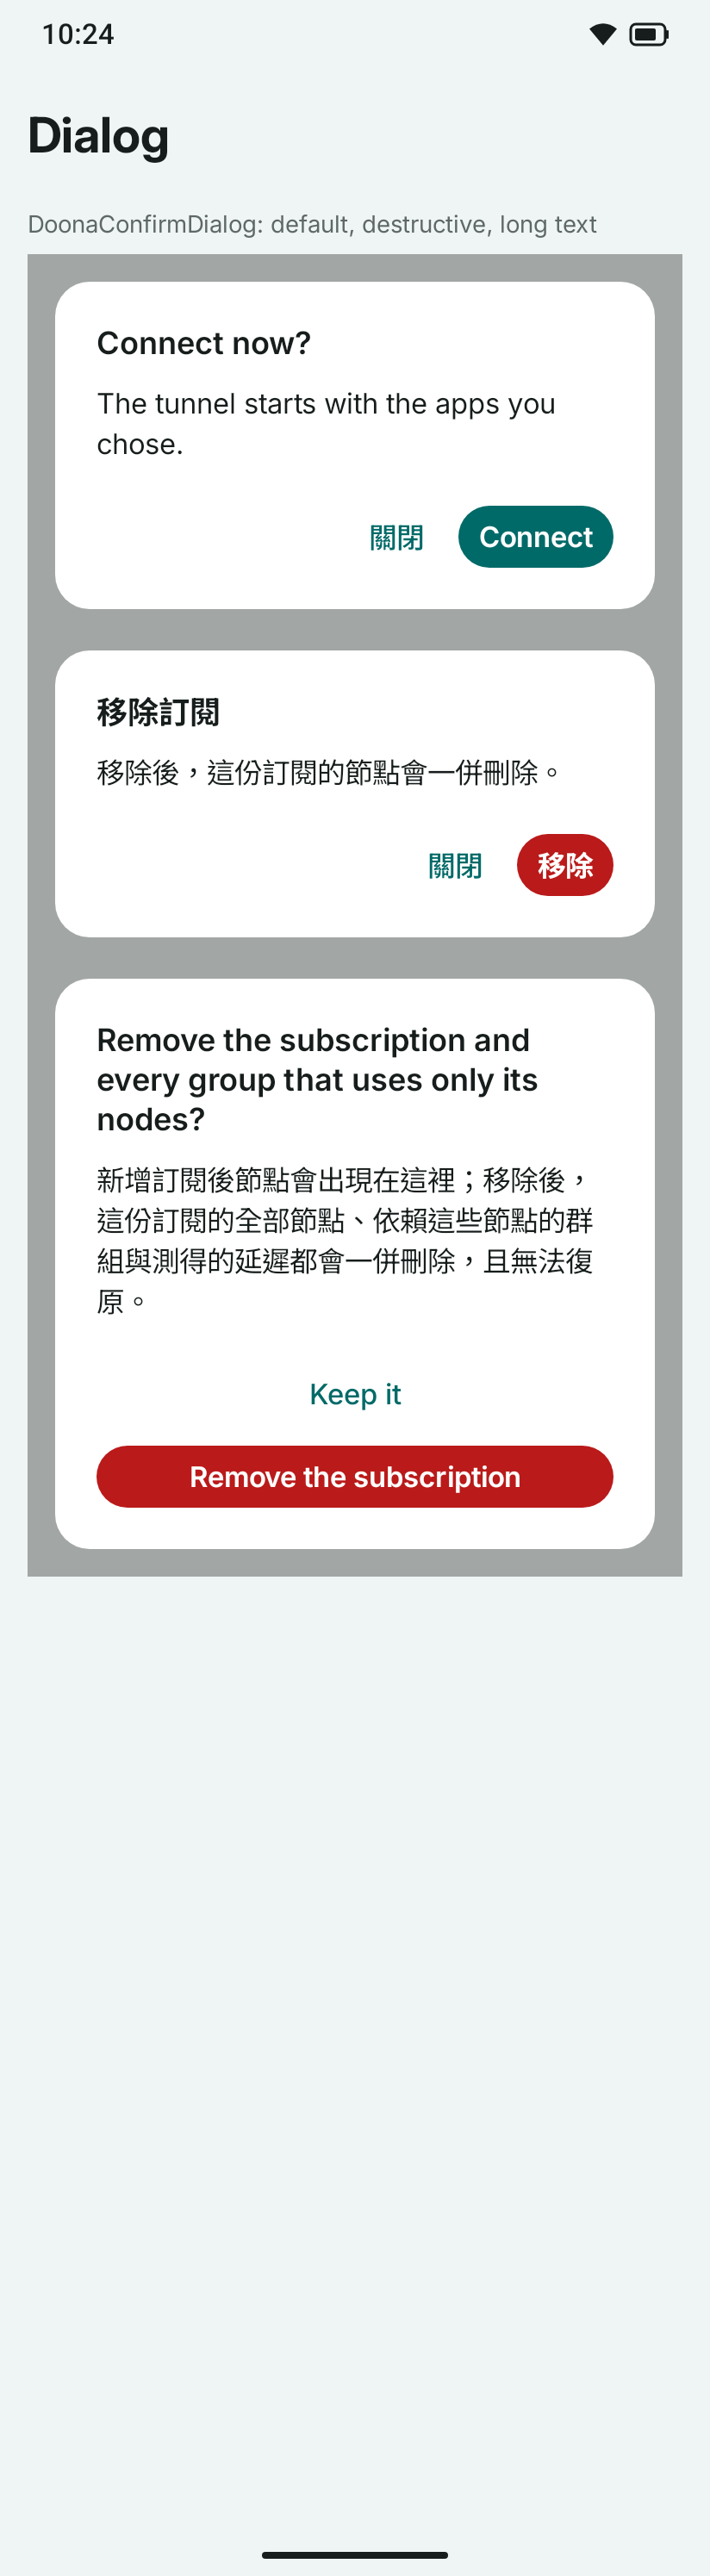 10:24
Dialog
DoonaConfirmDialog: default, destructive, long text
Connect now?
The tunnel starts with the apps you
chose.
關閉 Connect
移除訂閱
移除後，這份訂閱的節點會一併刪除。
關閉 移除
Remove the subscription and
every group that uses only its
nodes?
新增訂閱後節點會出現在這裡；移除後，
這份訂閱的全部節點、依賴這些節點的群
組與測得的延遲都會一併刪除，且無法復
原。
Keep it
Remove the subscription